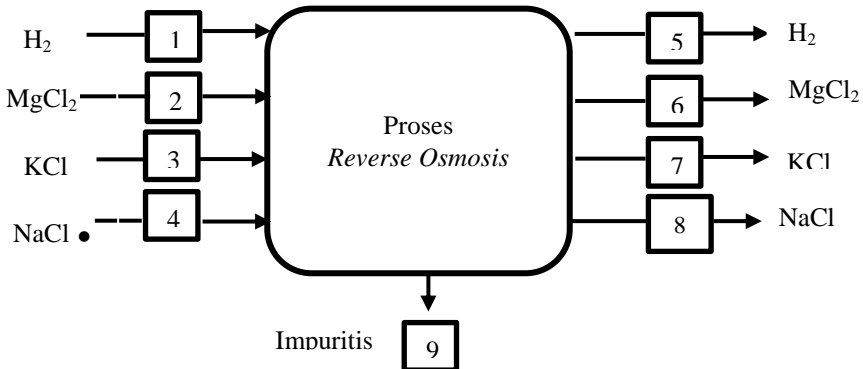 H₂ 1 5 H₂
MgCl₂ 2 6 MgCl₂
Proses
Reverse Osmosis
KCl 3 7 KCl
NaCl 4 8 NaCl
Impuritis 9